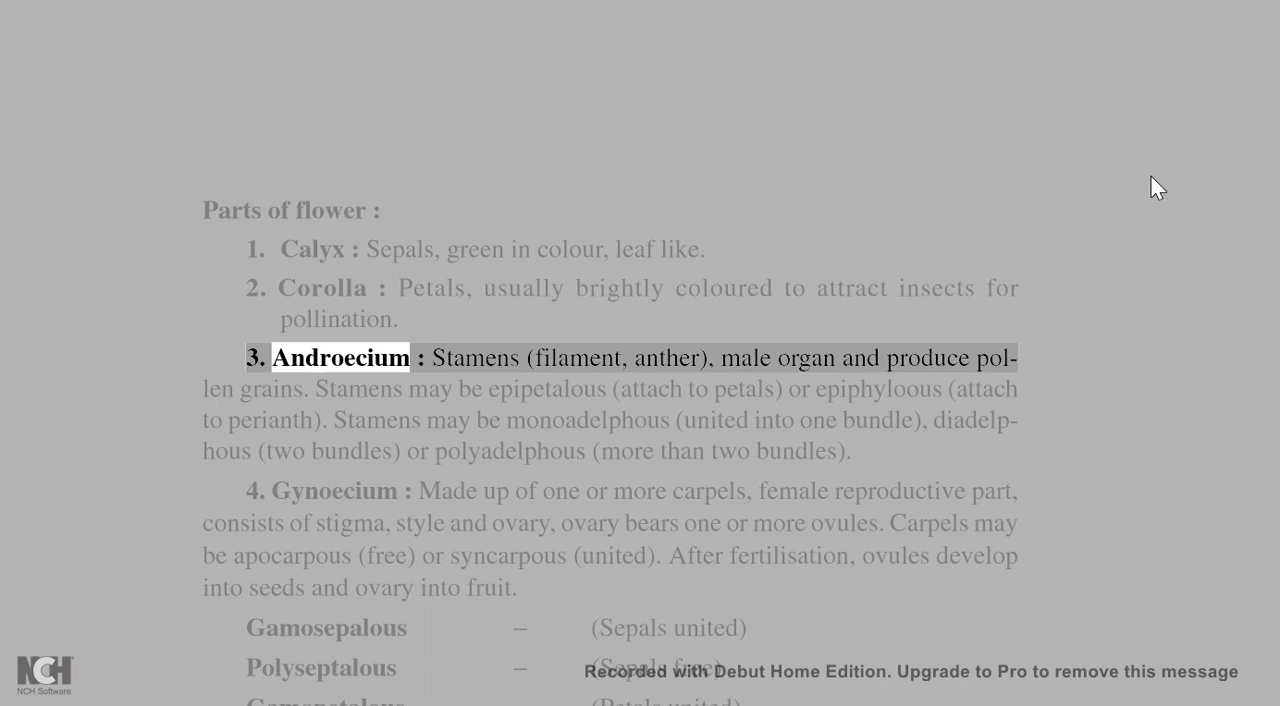 Parts of flower :
1. Calyx : Sepals, green in colour, leaf like.
2. Corolla : Petals, usually brightly coloured to attract insects for
pollination.
3. Androecium : Stamens (filament, anther), male organ and produce pol-
len grains. Stamens may be epipetalous (attach to petals) or epiphyloous (attach
to perianth). Stamens may be monoadelphous (united into one bundle), diadelp-
hous (two bundles) or polyadelphous (more than two bundles).
4. Gynoecium : Made up of one or more carpels, female reproductive part,
consists of stigma, style and ovary, ovary bears one or more ovules. Carpels may
be apocarpous (free) or syncarpous (united). After fertilisation, ovules develop
into seeds and ovary into fruit.
Gamosepalous – (Sepals united)
Polyseptalous – (Sepals free)
Gamopetalous (Petals united)
NCH
NCH Software
Recorded with Debut Home Edition. Upgrade to Pro to remove this message